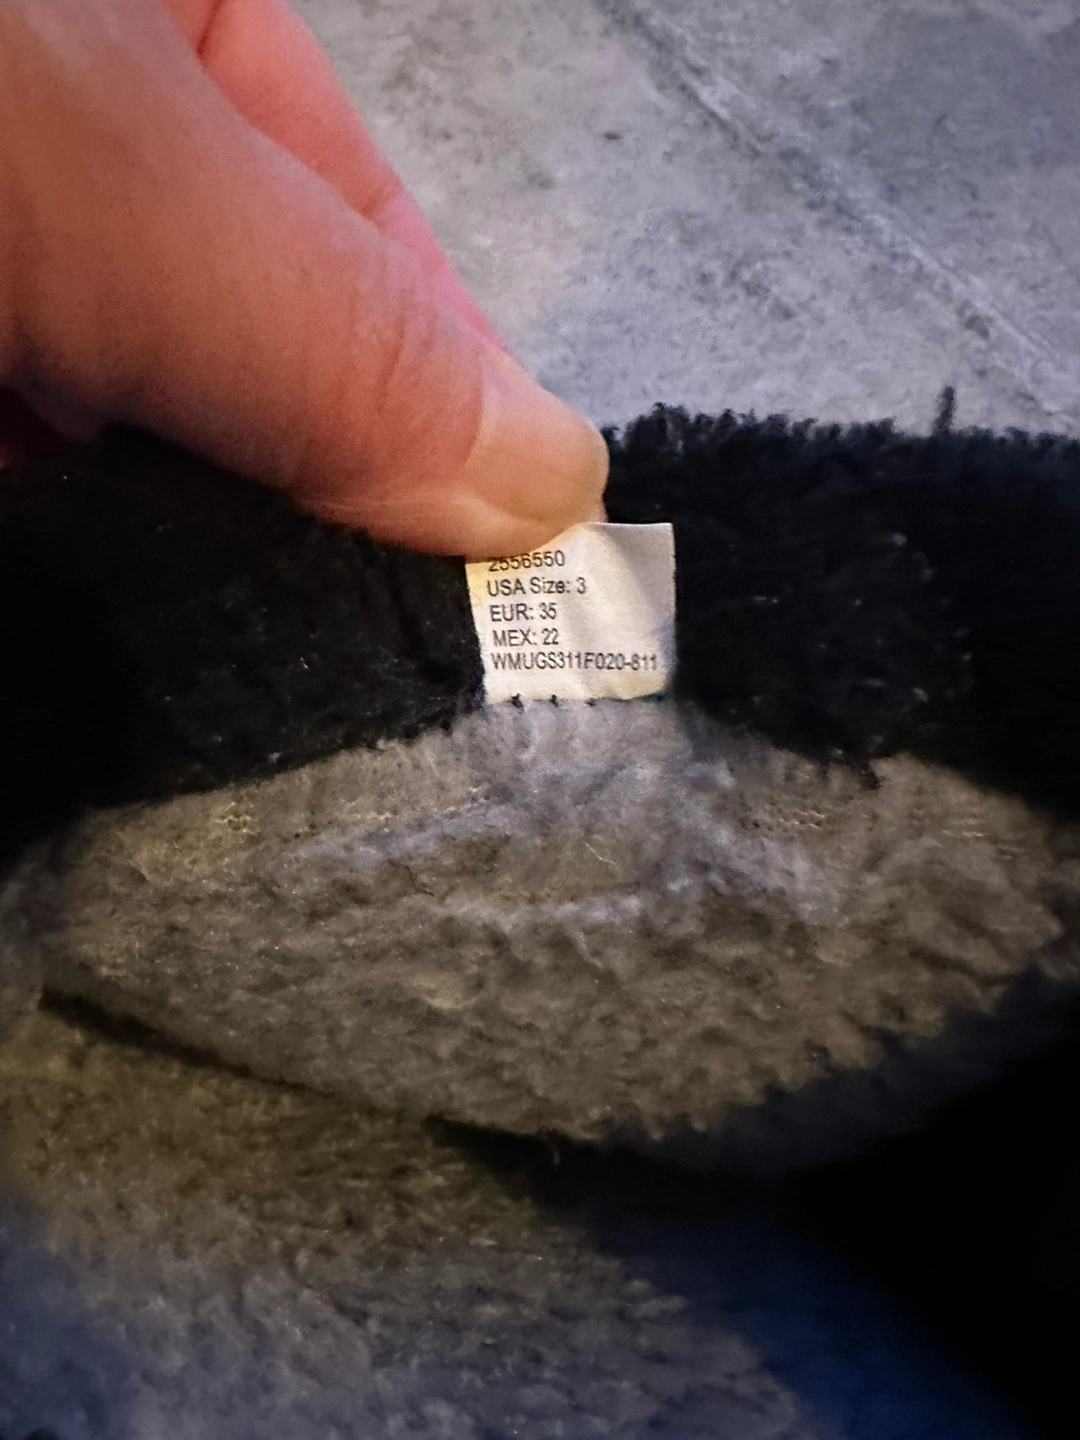 2556550
USA Size: 3
EUR: 35
MEX: 22
WMUGS311F020-811